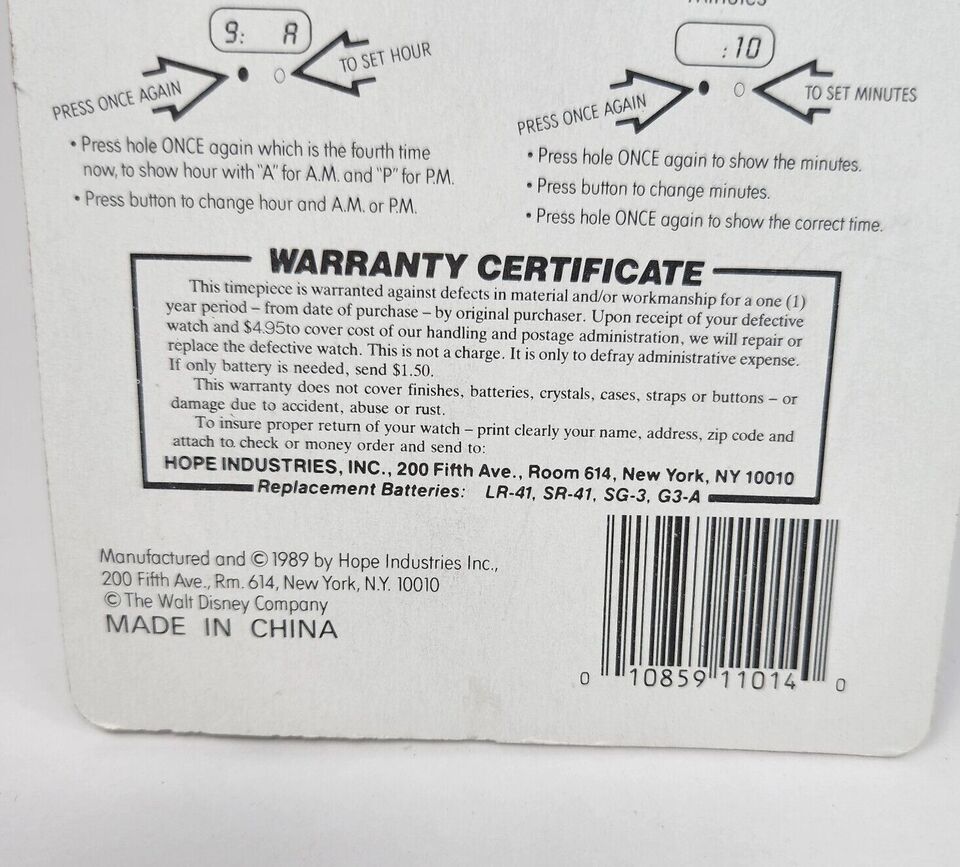 9: A
TO SET HOUR
PRESS ONCE AGAIN
• Press hole ONCE again which is the fourth time
now, to show hour with "A" for A.M. and "P" for P.M.
• Press button to change hour and A.M. or P.M.
:10
TO SET MINUTES
PRESS ONCE AGAIN
• Press hole ONCE again to show the minutes.
• Press button to change minutes.
• Press hole ONCE again to show the correct time.
WARRANTY CERTIFICATE
This timepiece is warranted against defects in material and/or workmanship for a one (1)
year period – from date of purchase – by original purchaser. Upon receipt of your defective
watch and $4.95to cover cost of our handling and postage administration, we will repair or
replace the defective watch. This is not a charge. It is only to defray administrative expense.
If only battery is needed, send $1.50.
This warranty does not cover finishes, batteries, crystals, cases, straps or buttons – or
damage due to accident, abuse or rust.
To insure proper return of your watch – print clearly your name, address, zip code and
attach to check or money order and send to:
HOPE INDUSTRIES, INC., 200 Fifth Ave., Room 614, New York, NY 10010
Replacement Batteries: LR-41, SR-41, SG-3, G3-A
Manufactured and © 1989 by Hope Industries Inc.,
200 Fifth Ave., Rm. 614, New York, N.Y. 10010
© The Walt Disney Company
MADE IN CHINA
0 10859 11014 0